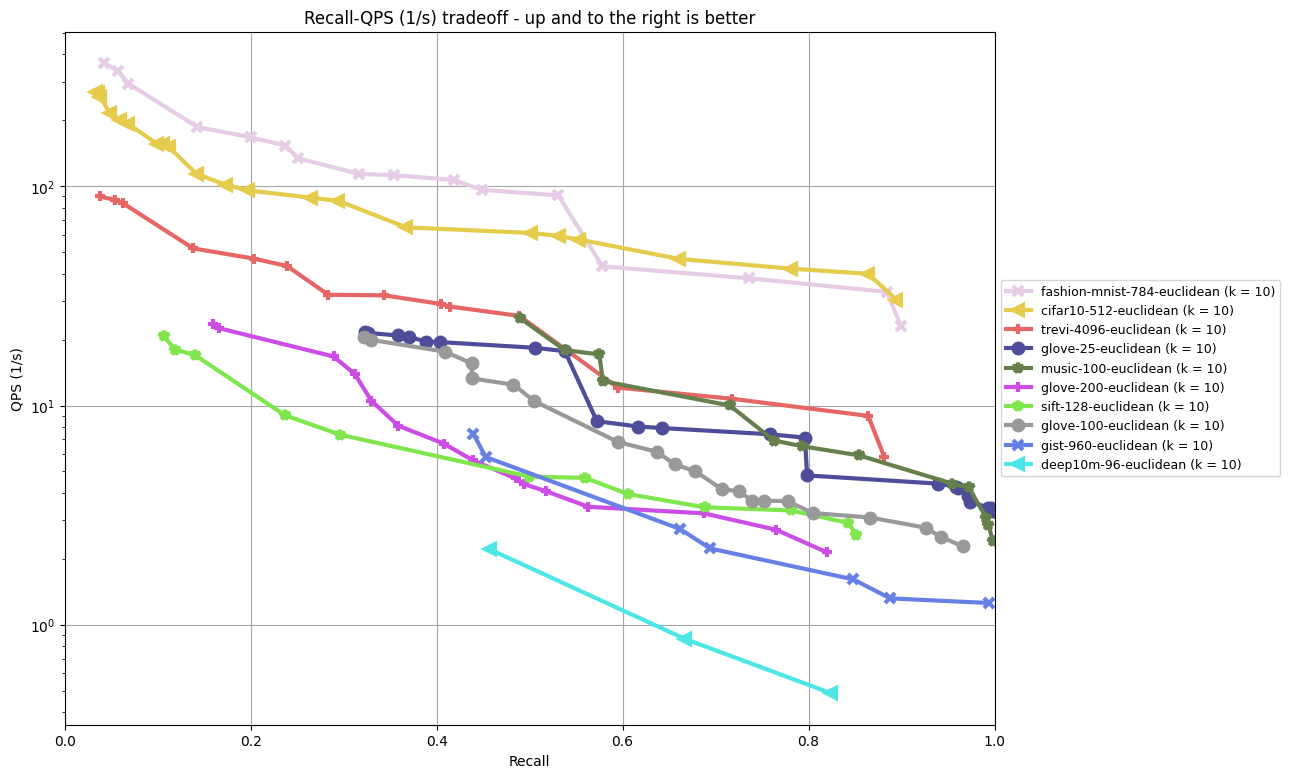 Recall-QPS (1/s) tradeoff - up and to the right is better
QPS (1/s)
10²
10¹
10⁰
0.0 0.2 0.4 0.6 0.8 1.0
Recall
fashion-mnist-784-euclidean (k = 10)
cifar10-512-euclidean (k = 10)
trevi-4096-euclidean (k = 10)
glove-25-euclidean (k = 10)
music-100-euclidean (k = 10)
glove-200-euclidean (k = 10)
sift-128-euclidean (k = 10)
glove-100-euclidean (k = 10)
gist-960-euclidean (k = 10)
deep10m-96-euclidean (k = 10)